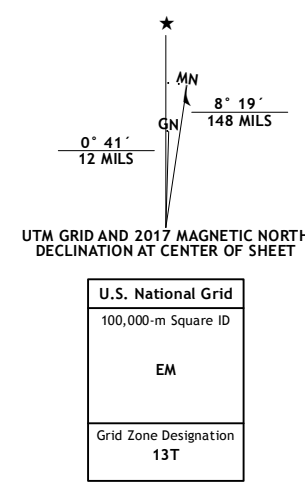 ★
MN
GN
8° 19´
148 MILS
0° 41´
12 MILS
UTM GRID AND 2017 MAGNETIC NORTH
DECLINATION AT CENTER OF SHEET
U.S. National Grid
100,000-m Square ID
EM
Grid Zone Designation
13T